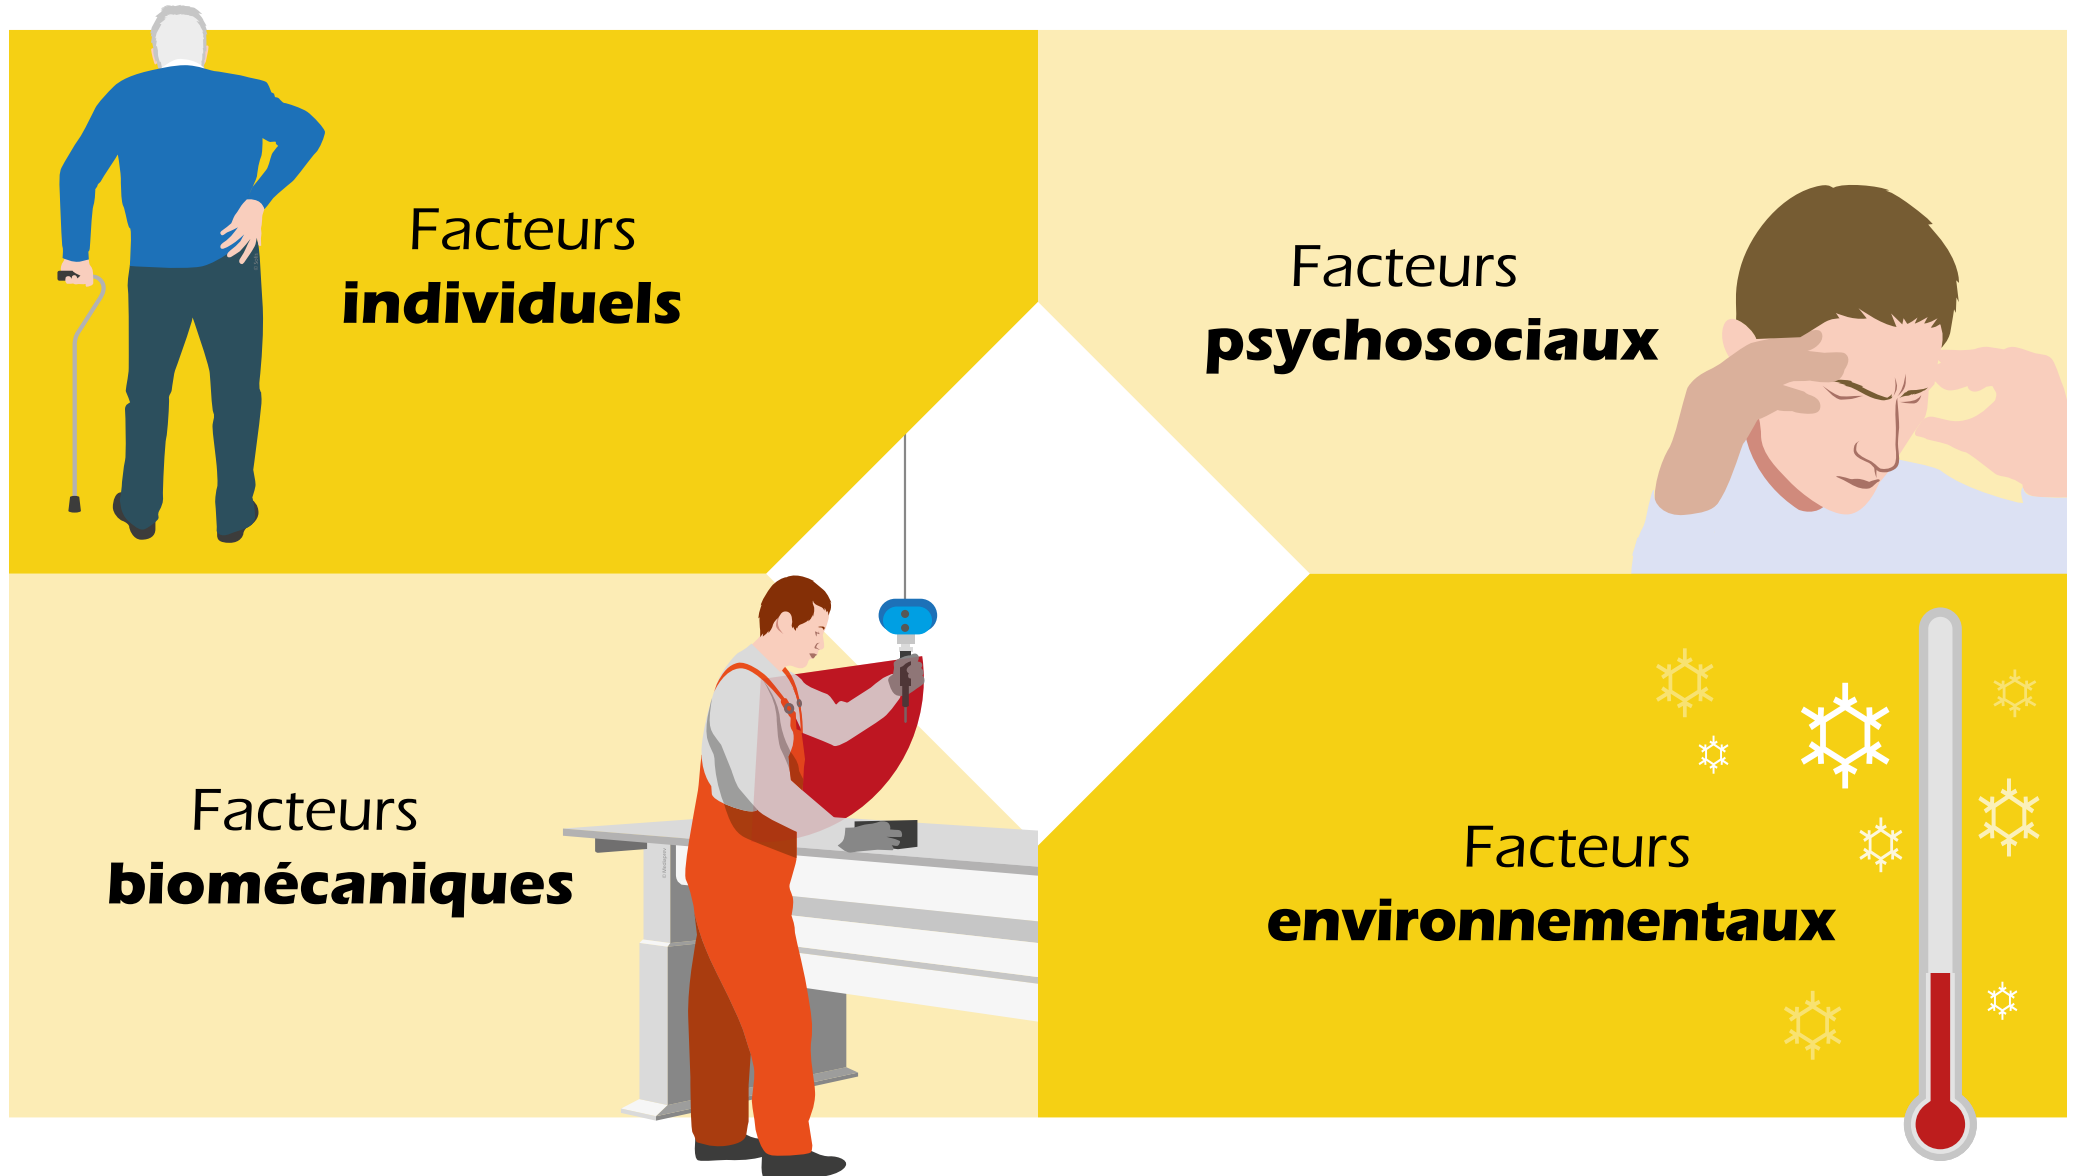 Facteurs
individuels
Facteurs
psychosociaux
Facteurs
biomécaniques
Facteurs
environnementaux